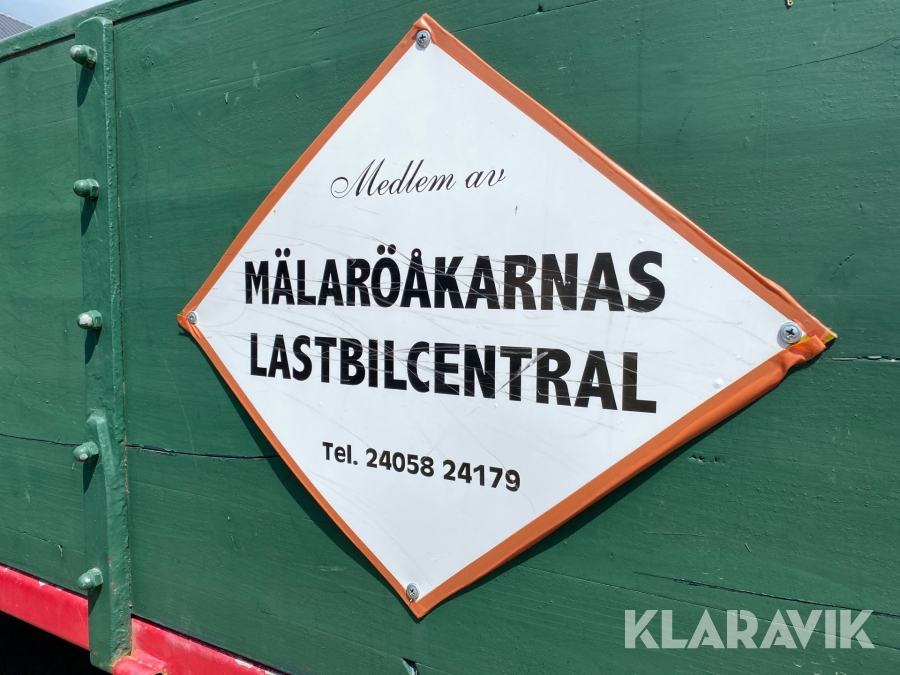 Medlem av
MÄLARÖÅKARNAS
LASTBILCENTRAL
Tel. 24058 24179
KLARAVIK